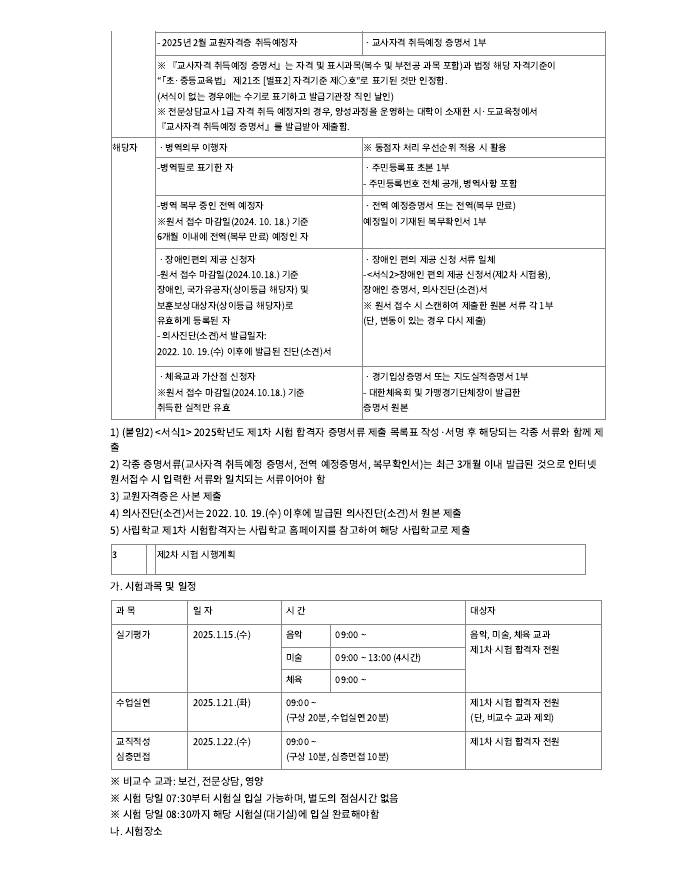 - 2025년 2월 교원자격증 취득예정자
· 교사자격 취득예정 증명서 1부
※ 『교사자격 취득예정 증명서』는 자격 및 표시과목(복수 및 부전공 과목 포함)과 법정 해당 자격기준이
“「초·중등교육법」 제21조 [별표2] 자격기준 제○호”로 표기된 것만 인정함.
(서식이 없는 경우에는 수기로 표기하고 발급기관장 직인 날인)
※ 전문상담교사 1급 자격 취득 예정자의 경우, 양성과정을 운영하는 대학이 소재한 시·도교육청에서
『교사자격 취득예정 증명서』를 발급받아 제출함.
해당자
· 병역의무 이행자
※ 동점자 처리 우선순위 적용 시 활용
-병역필로 표기한 자
· 주민등록표 초본 1부
- 주민등록번호 전체 공개, 병역사항 포함
-병역 복무 중인 전역 예정자
※원서 접수 마감일(2024. 10. 18.) 기준
6개월 이내에 전역(복무 만료) 예정인 자
· 전역 예정증명서 또는 전역(복무 만료)
예정일이 기재된 복무확인서 1부
· 장애인편의 제공 신청자
-원서 접수 마감일(2024.10.18.) 기준
장애인, 국가유공자(상이등급 해당자) 및
보훈보상대상자(상이등급 해당자)로
유효하게 등록된 자
- 의사진단(소견)서 발급일자:
2022. 10. 19.(수) 이후에 발급된 진단(소견)서
· 장애인 편의 제공 신청 서류 일체
-<서식2>장애인 편의 제공 신청서(제2차 시험용),
장애인 증명서, 의사진단(소견)서
※ 원서 접수 시 스캔하여 제출한 원본 서류 각 1부
(단, 변동이 있는 경우 다시 제출)
· 체육교과 가산점 신청자
※원서 접수 마감일(2024.10.18.) 기준
취득한 실적만 유효
· 경기입상증명서 또는 지도실적증명서 1부
- 대한체육회 및 가맹경기단체장이 발급한
증명서 원본
1) (붙임2) <서식1> 2025학년도 제1차 시험 합격자 증명서류 제출 목록표 작성·서명 후 해당되는 각종 서류와 함께 제
출
2) 각종 증명서류(교사자격 취득예정 증명서, 전역 예정증명서, 복무확인서)는 최근 3개월 이내 발급된 것으로 인터넷
원서접수 시 입력한 서류와 일치되는 서류이어야 함
3) 교원자격증은 사본 제출
4) 의사진단(소견)서는 2022. 10. 19.(수) 이후에 발급된 의사진단(소견)서 원본 제출
5) 사립학교 제1차 시험합격자는 사립학교 홈페이지를 참고하여 해당 사립학교로 제출
3
제2차 시험 시행계획
가. 시험과목 및 일정
과 목
일 자
시 간
대상자
실기평가
2025.1.15.(수)
음악
09:00 ~
미술
09:00 ~ 13:00 (4시간)
체육
09:00 ~
음악, 미술, 체육 교과
제1차 시험 합격자 전원
수업실연
2025.1.21.(화)
09:00 ~
(구상 20분, 수업실연 20분)
제1차 시험 합격자 전원
(단, 비교수 교과 제외)
교직적성
심층면접
2025.1.22.(수)
09:00 ~
(구상 10분, 심층면접 10분)
제1차 시험 합격자 전원
※ 비교수 교과: 보건, 전문상담, 영양
※ 시험 당일 07:30부터 시험실 입실 가능하며, 별도의 점심시간 없음
※ 시험 당일 08:30까지 해당 시험실(대기실)에 입실 완료해야함
나. 시험장소